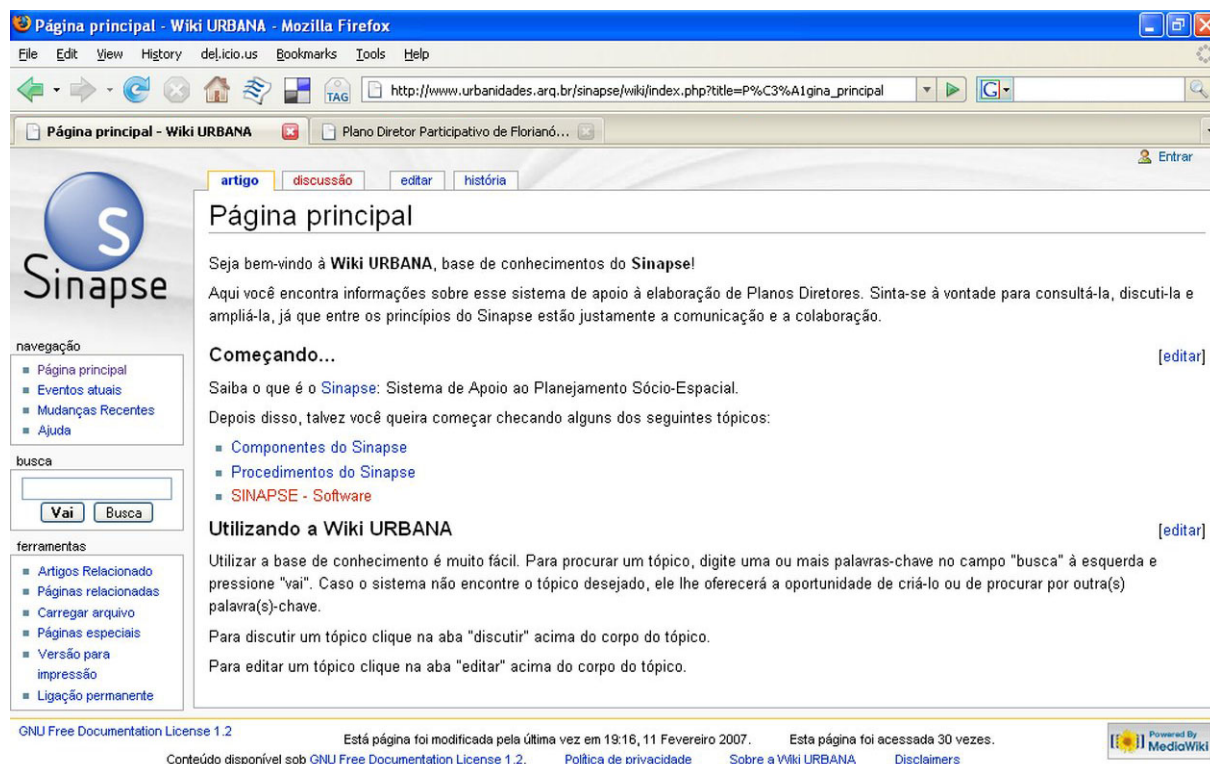 Página principal - Wiki URBANA - Mozilla Firefox
File Edit View History del.icio.us Bookmarks Tools Help
TAG http://www.urbanidades.arq.br/sinapse/wiki/index.php?title=P%C3%A1gina_principal G
Página principal - Wiki URBANA Plano Diretor Participativo de Florianó...
Entrar
artigo discussão editar história
S
Sinapse
Página principal
Seja bem-vindo à Wiki URBANA, base de conhecimentos do Sinapse!
Aqui você encontra informações sobre esse sistema de apoio à elaboração de Planos Diretores. Sinta-se à vontade para consultá-la, discuti-la e
ampliá-la, já que entre os princípios do Sinapse estão justamente a comunicação e a colaboração.
navegação
Página principal
Eventos atuais
Mudanças Recentes
Ajuda
busca
Vai Busca
ferramentas
Artigos Relacionado
Páginas relacionadas
Carregar arquivo
Páginas especiais
Versão para
impressão
Ligação permanente
Começando... [editar]
Saiba o que é o Sinapse: Sistema de Apoio ao Planejamento Sócio-Espacial.
Depois disso, talvez você queira começar checando alguns dos seguintes tópicos:
Componentes do Sinapse
Procedimentos do Sinapse
SINAPSE - Software
Utilizando a Wiki URBANA [editar]
Utilizar a base de conhecimento é muito fácil. Para procurar um tópico, digite uma ou mais palavras-chave no campo "busca" à esquerda e
pressione "vai". Caso o sistema não encontre o tópico desejado, ele lhe oferecerá a oportunidade de criá-lo ou de procurar por outra(s)
palavra(s)-chave.
Para discutir um tópico clique na aba "discutir" acima do corpo do tópico.
Para editar um tópico clique na aba "editar" acima do corpo do tópico.
GNU Free Documentation License 1.2
Está página foi modificada pela última vez em 19:16, 11 Fevereiro 2007. Esta página foi acessada 30 vezes.
Conteúdo disponível sob GNU Free Documentation License 1.2. Política de privacidade Sobre a Wiki URBANA Disclaimers
Powered By
MediaWiki